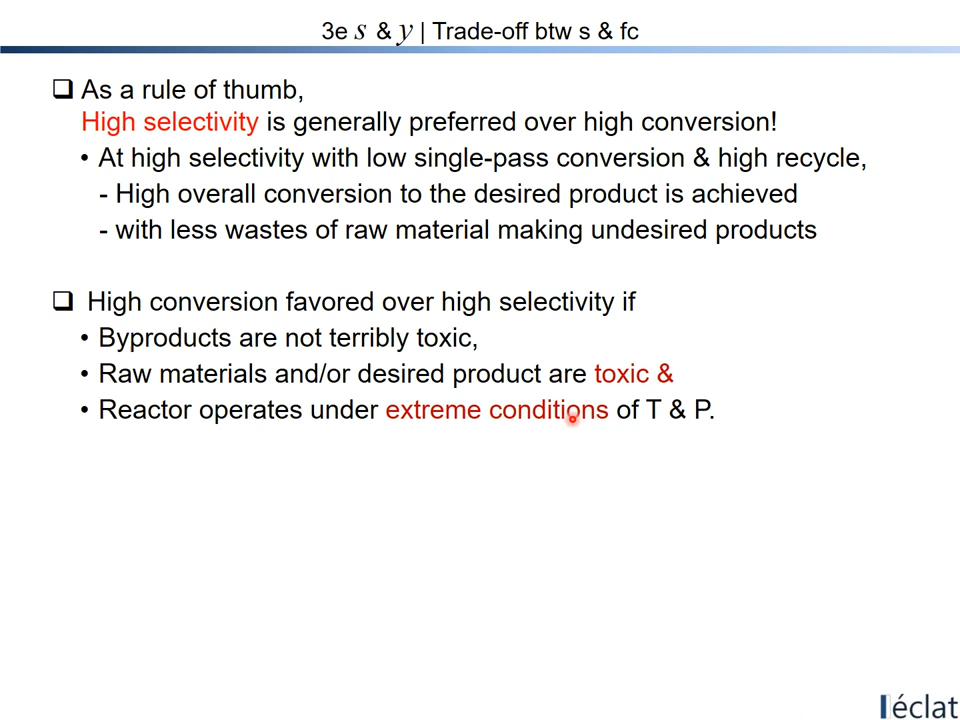 3e s & y | Trade-off btw s & fc
❑ As a rule of thumb,
High selectivity is generally preferred over high conversion!
• At high selectivity with low single-pass conversion & high recycle,
- High overall conversion to the desired product is achieved
- with less wastes of raw material making undesired products
❑ High conversion favored over high selectivity if
• Byproducts are not terribly toxic,
• Raw materials and/or desired product are toxic &
• Reactor operates under extreme conditions of T & P.
éclat